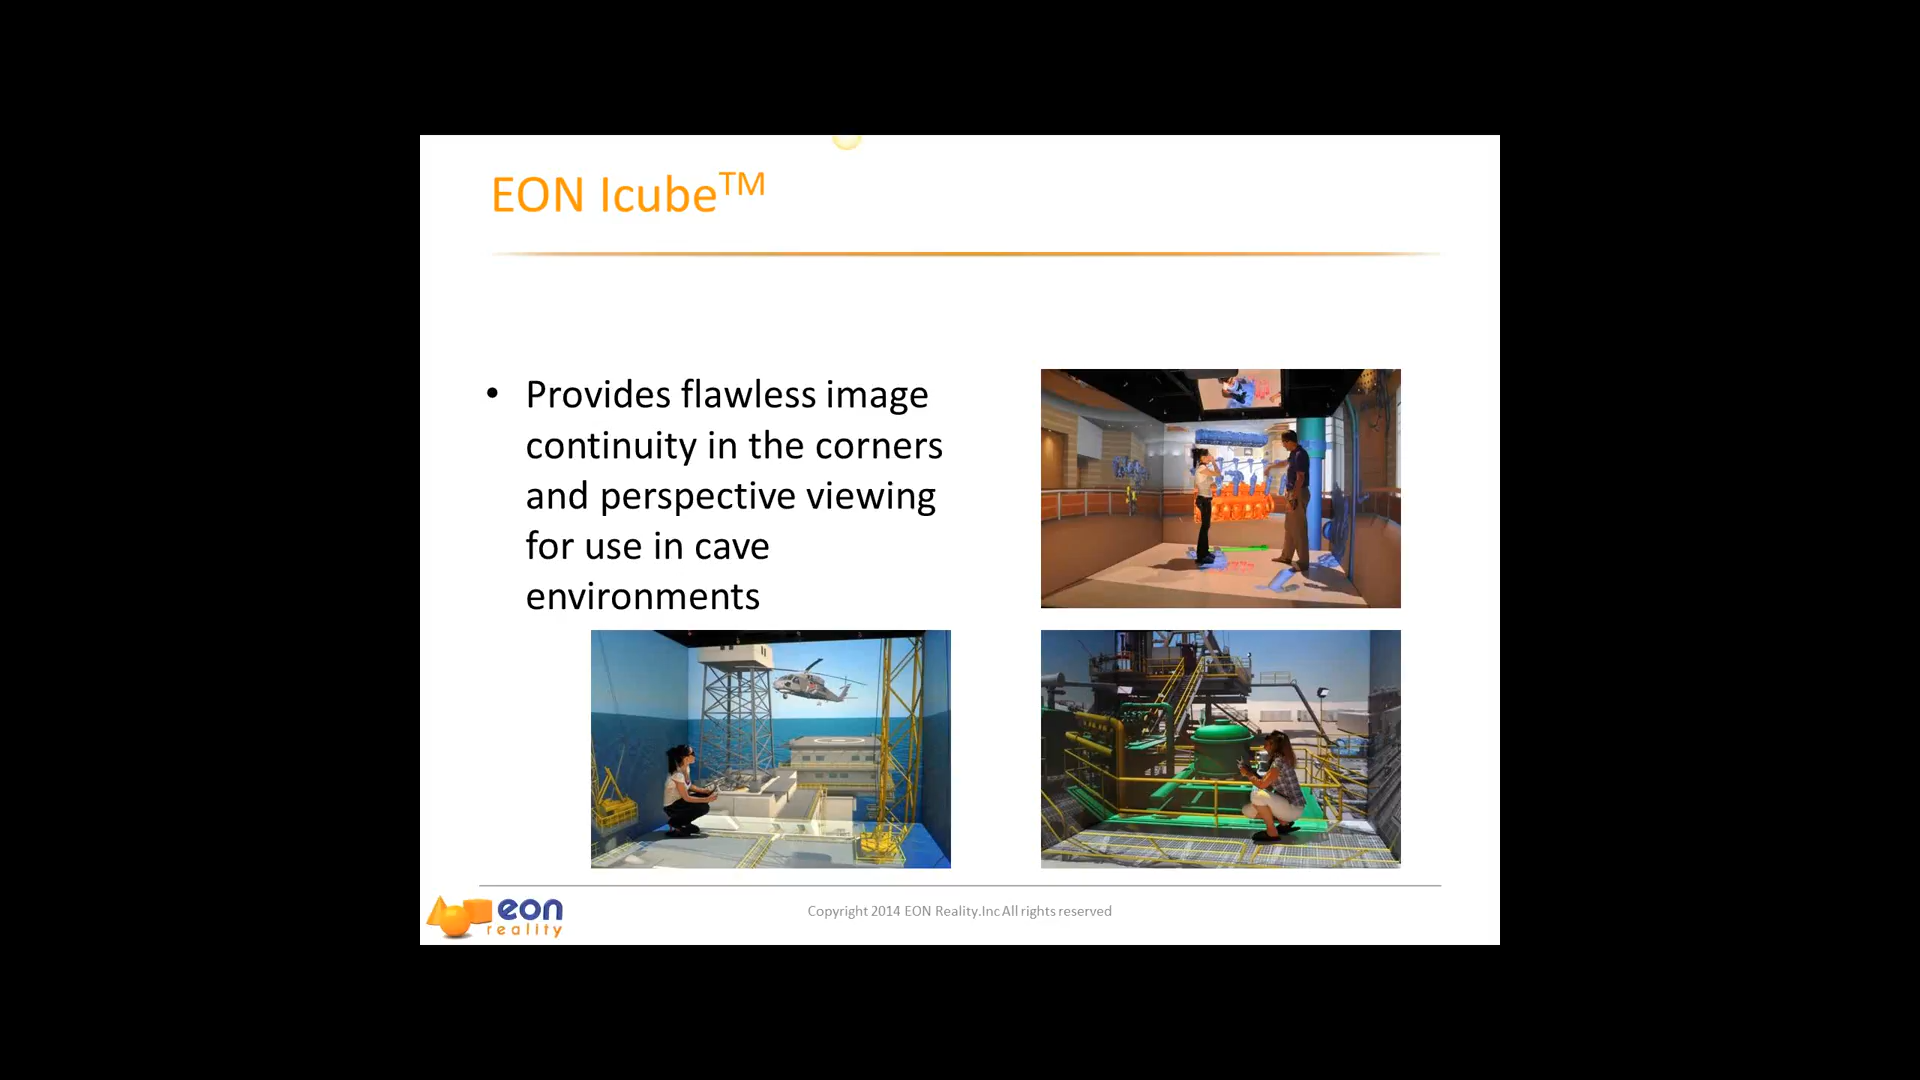 EON Icube™
• Provides flawless image
continuity in the corners
and perspective viewing
for use in cave
environments
eon
reality
Copyright 2014 EON Reality.Inc All rights reserved